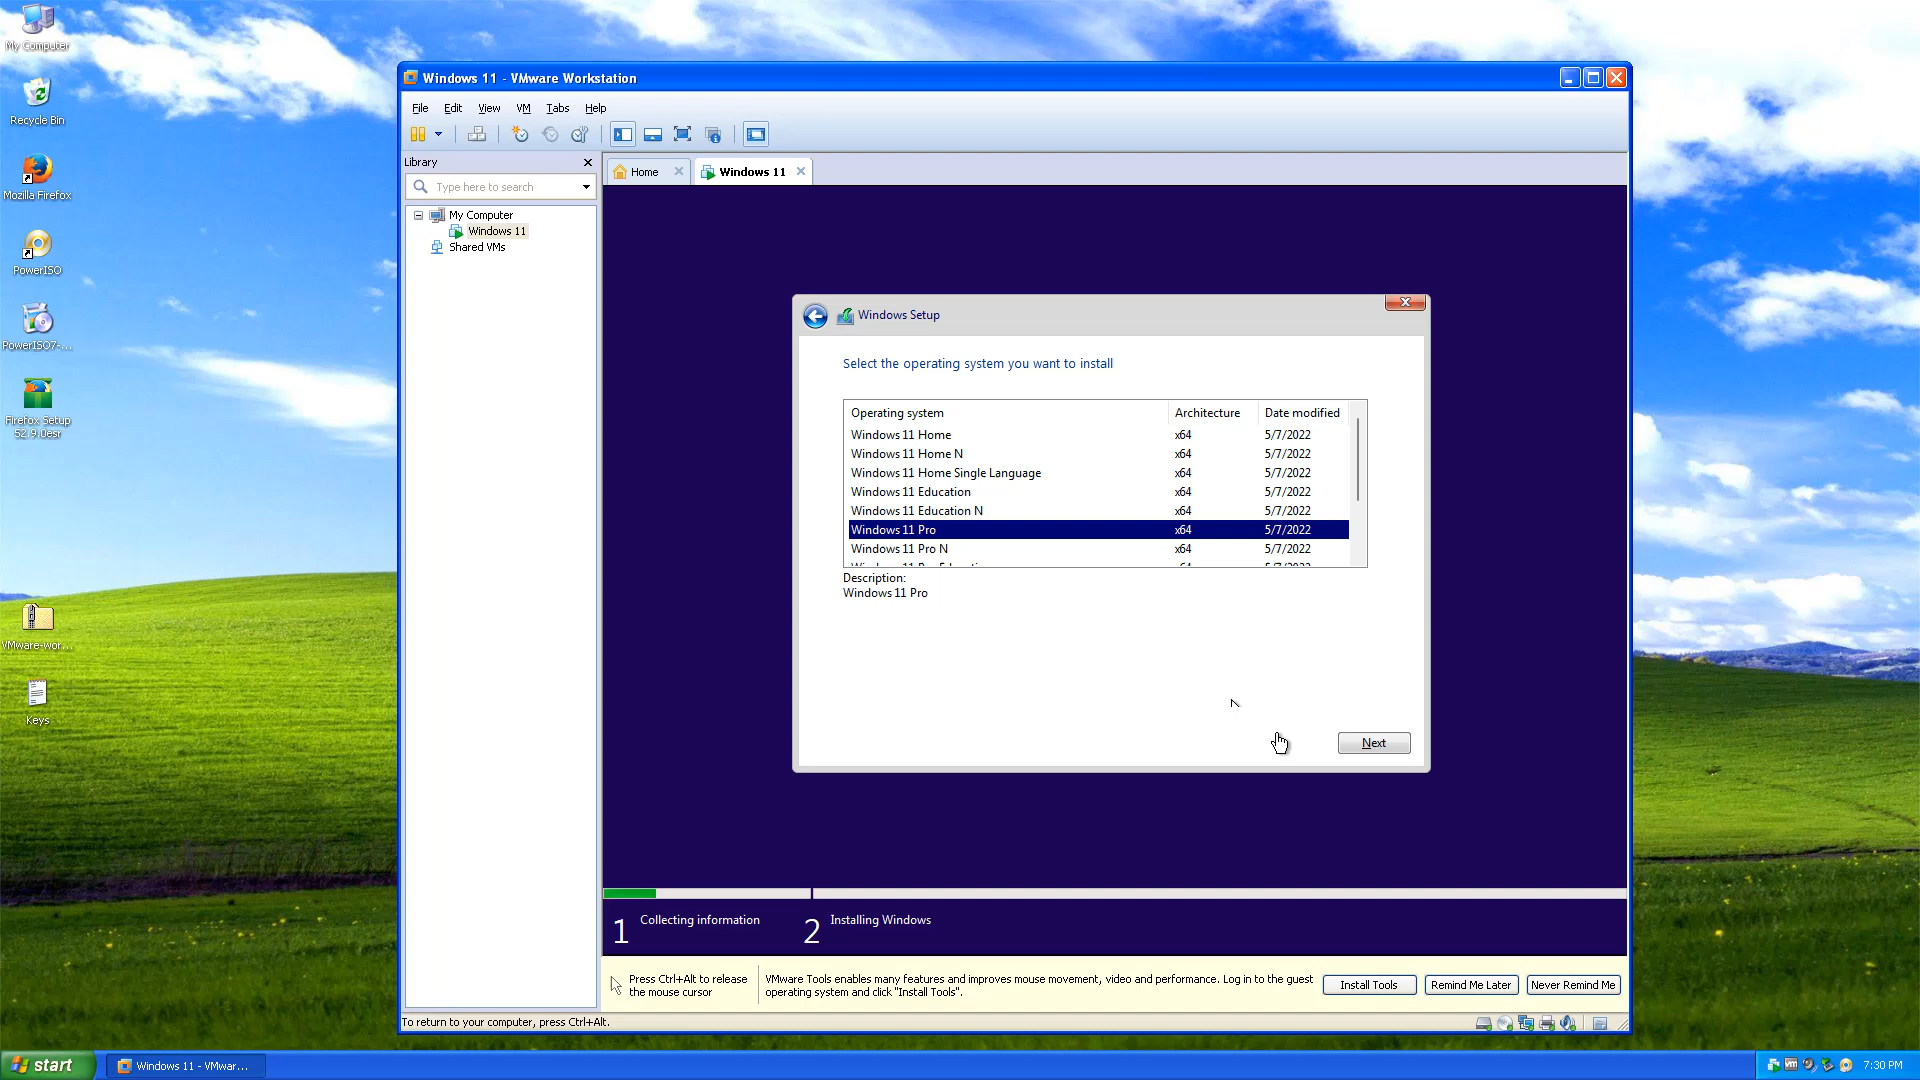 My Computer
Recycle Bin
Mozilla Firefox
PowerISO
PowerISO7-...
Firefox Setup
52.9.0esr
VMware-wor...
Keys
Windows 11 - VMware Workstation
File Edit View VM Tabs Help
Library
Type here to search
My Computer
Windows 11
Shared VMs
Home
Windows 11
Windows Setup
Select the operating system you want to install
Operating system Architecture Date modified
Windows 11 Home x64 5/7/2022
Windows 11 Home N x64 5/7/2022
Windows 11 Home Single Language x64 5/7/2022
Windows 11 Education x64 5/7/2022
Windows 11 Education N x64 5/7/2022
Windows 11 Pro x64 5/7/2022
Windows 11 Pro N x64 5/7/2022
Description:
Windows 11 Pro
Next
1 Collecting information
2 Installing Windows
Press Ctrl+Alt to release
the mouse cursor
VMware Tools enables many features and improves mouse movement, video and performance. Log in to the guest
operating system and click "Install Tools".
Install Tools
Remind Me Later
Never Remind Me
To return to your computer, press Ctrl+Alt.
start
Windows 11 - VMwar...
7:30 PM